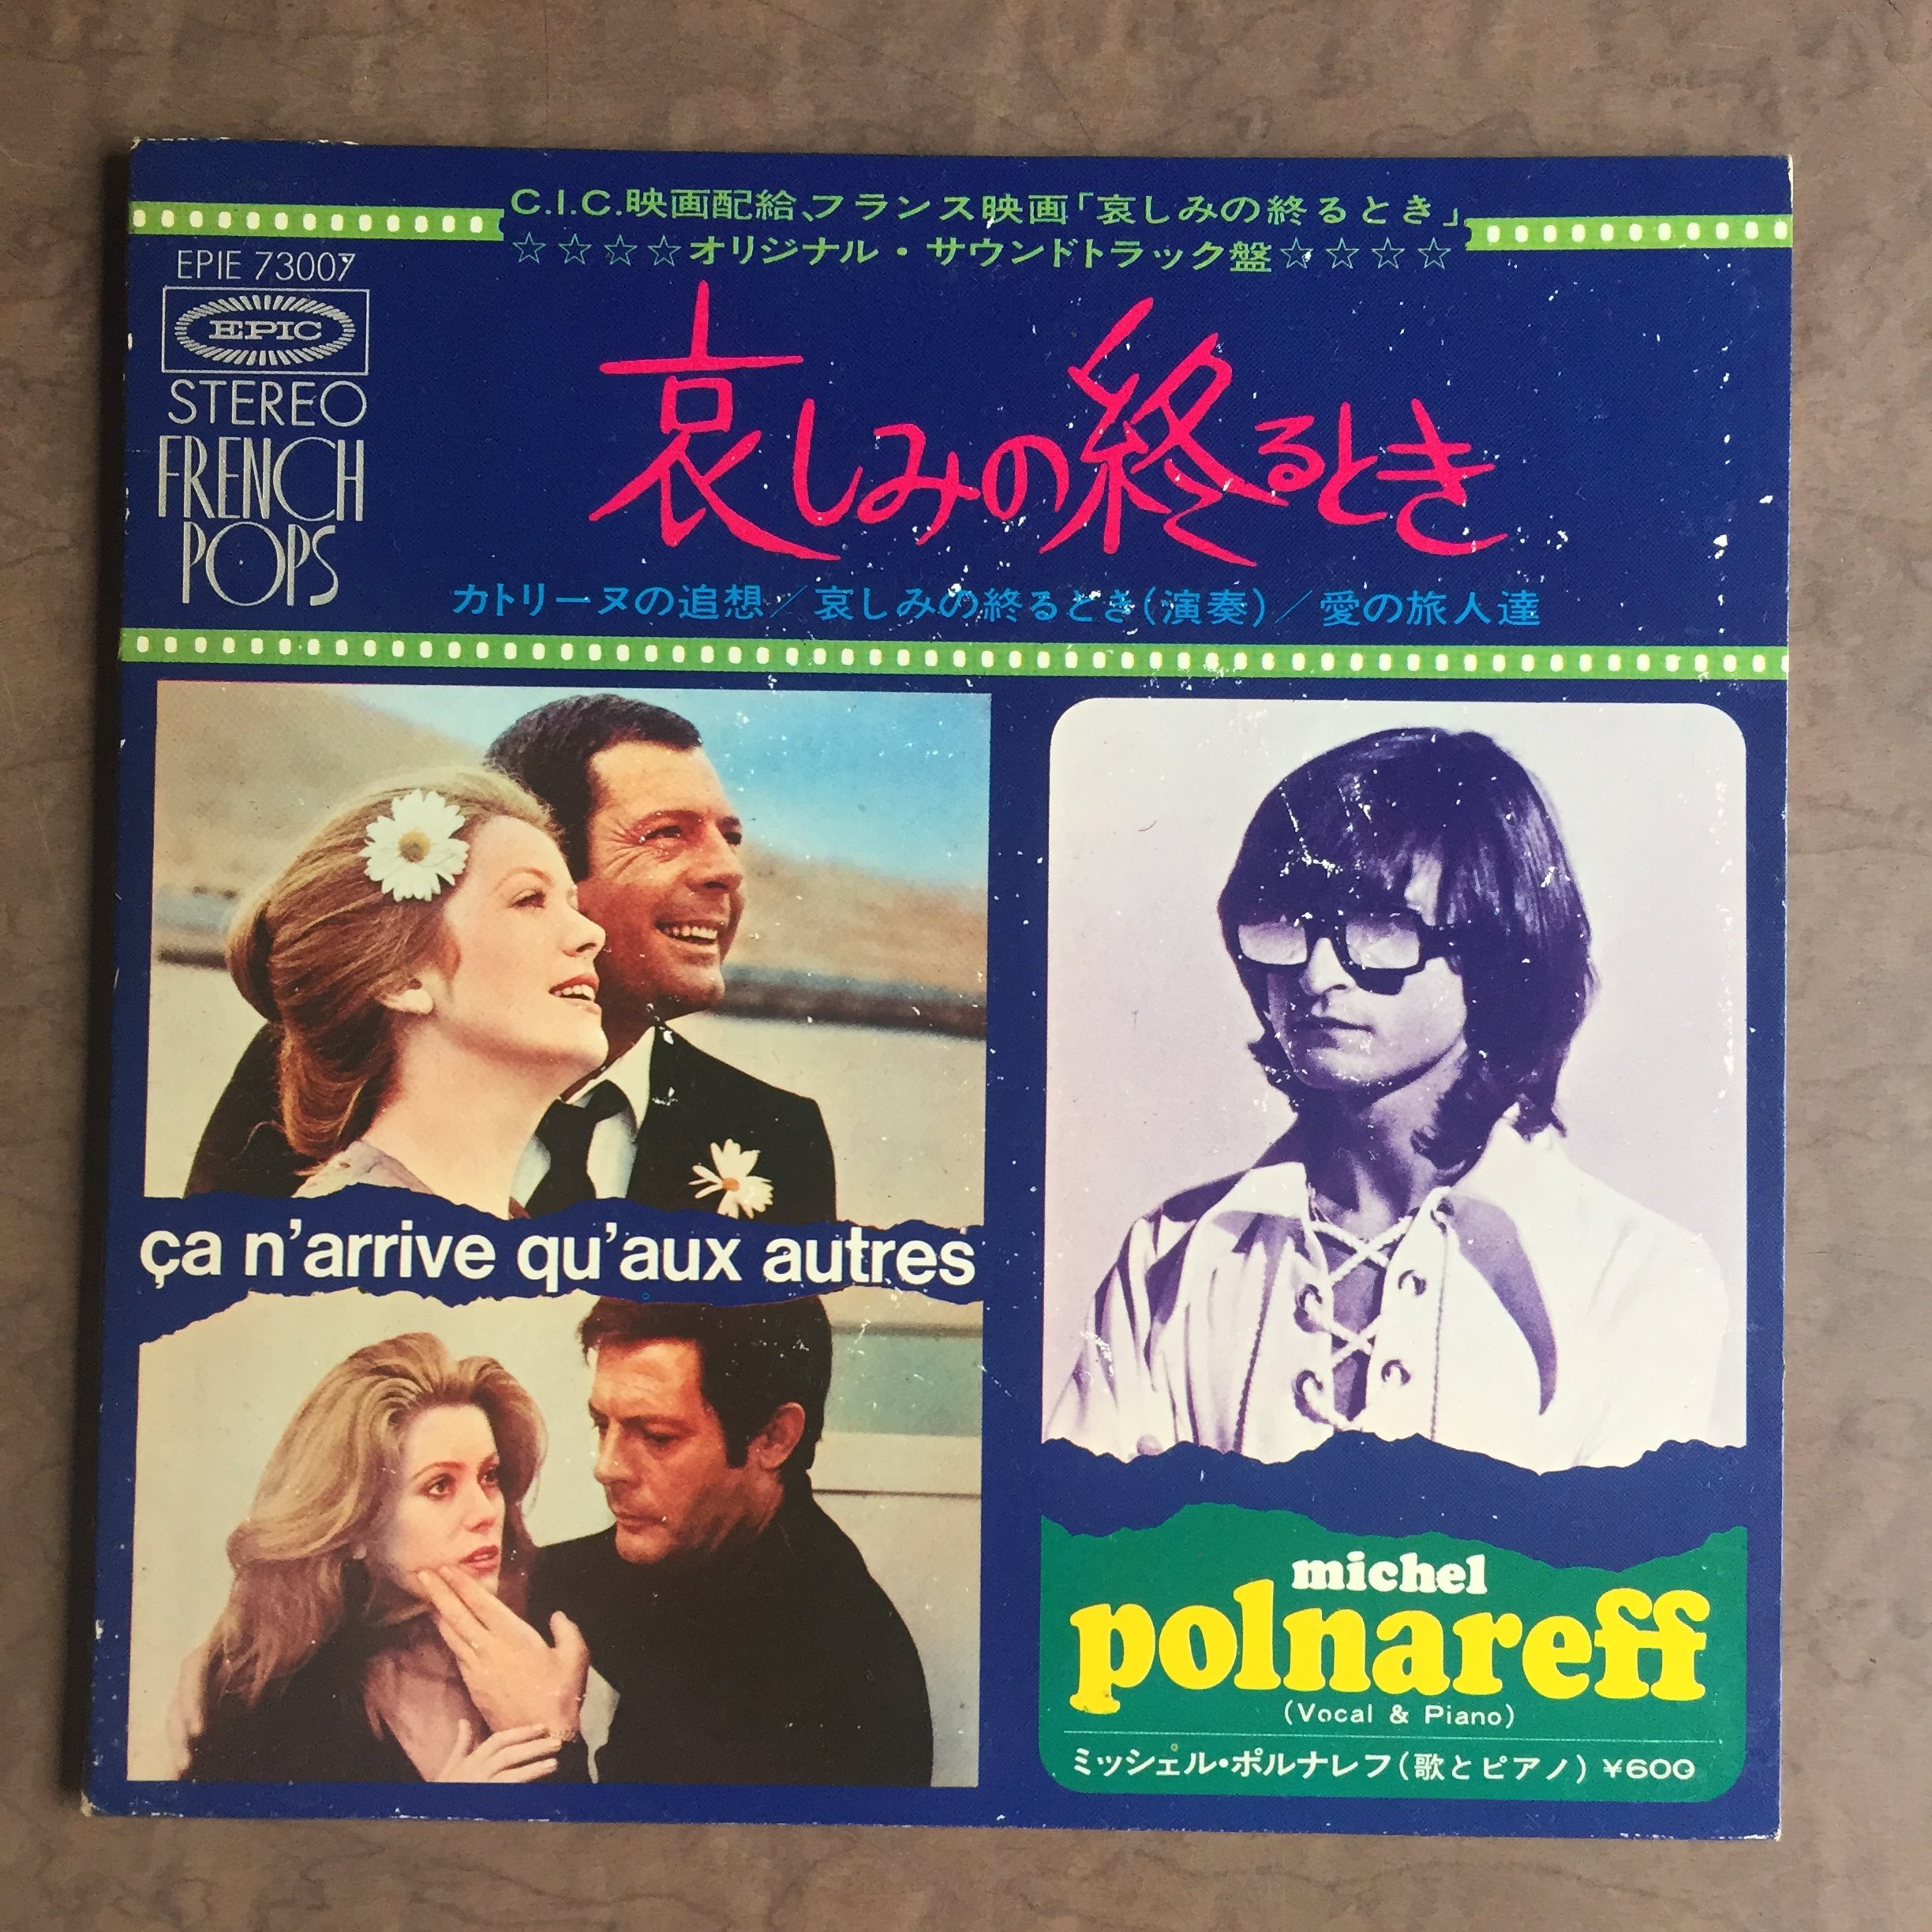 C.I.C.映画配給、フランス映画「哀しみの終るとき」
☆☆☆☆オリジナル・サウンドトラック盤☆☆☆☆
EPIE 73007
EPIC
STEREO
FRENCH
POPS
哀しみの終るとき
カトリーヌの追想/哀しみの終るとき(演奏)/愛の旅人達
ça n'arrive qu'aux autres
michel
polnareff
(Vocal & Piano)
ミッシェル・ポルナレフ(歌とピアノ) ¥600